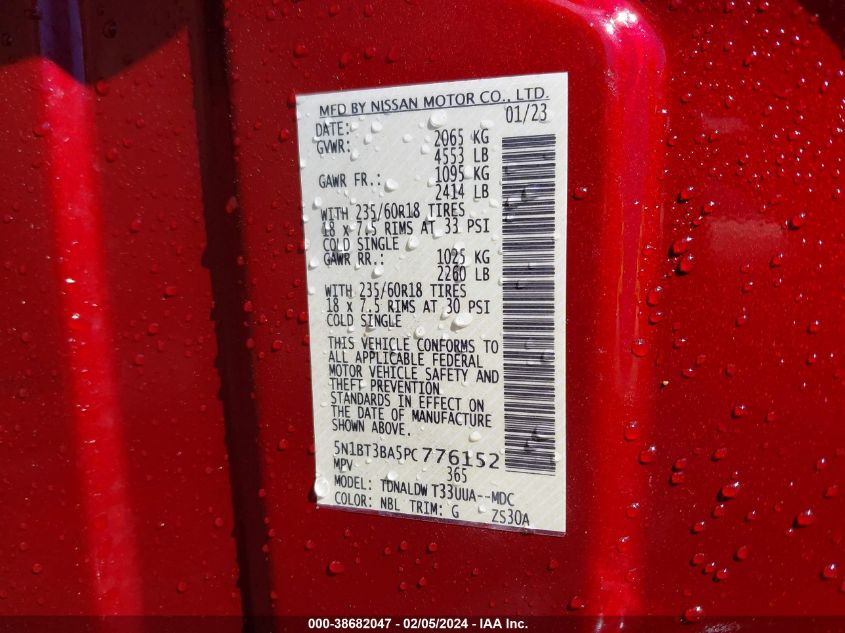 MFD BY NISSAN MOTOR CO., LTD.
DATE: 01/23
GVWR: 2065 KG
4553 LB
GAWR FR.: 1095 KG
2414 LB
WITH 235/60R18 TIRES
18 x 7.5 RIMS AT 33 PSI
COLD SINGLE
GAWR RR.: 1025 KG
2260 LB
WITH 235/60R18 TIRES
18 x 7.5 RIMS AT 30 PSI
COLD SINGLE
THIS VEHICLE CONFORMS TO
ALL APPLICABLE FEDERAL
MOTOR VEHICLE SAFETY AND
THEFT PREVENTION
STANDARDS IN EFFECT ON
THE DATE OF MANUFACTURE
SHOWN ABOVE.
5N1BT3BA5PC776152
MPV 365
MODEL: TDNALDW T33UUA--MDC
COLOR: NBL TRIM: G ZS30A
000-38682047 - 02/05/2024 - IAA Inc.